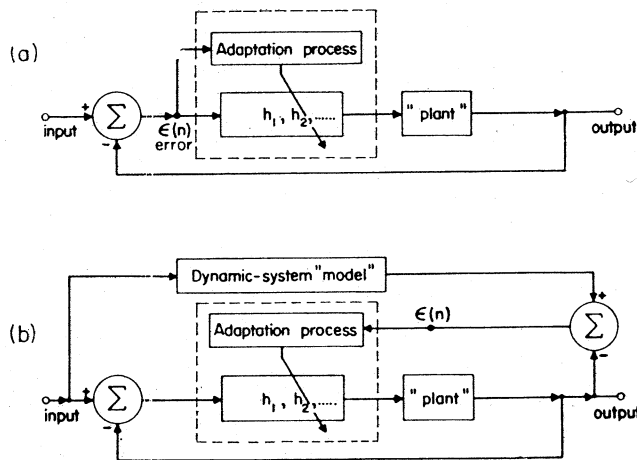 (a)
Adaptation process
+
Σ
-
input
ϵ(n)
error
h₁, h₂, .....
"plant"
output
(b)
Dynamic-system "model"
+
Adaptation process
ϵ(n)
Σ
-
+
Σ
-
input
h₁, h₂, .....
"plant"
output